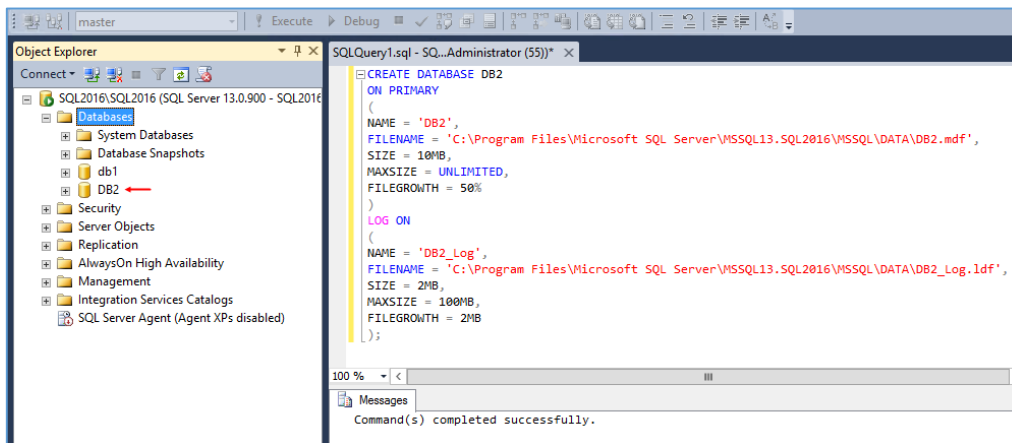 master
Execute
Debug
Object Explorer
SQLQuery1.sql - SQ...Administrator (55))*
Connect
SQL2016\SQL2016 (SQL Server 13.0.900 - SQL2016
Databases
System Databases
Database Snapshots
db1
DB2
Security
Server Objects
Replication
AlwaysOn High Availability
Management
Integration Services Catalogs
SQL Server Agent (Agent XPs disabled)
CREATE DATABASE DB2
ON PRIMARY
(
NAME = 'DB2',
FILENAME = 'C:\Program Files\Microsoft SQL Server\MSSQL13.SQL2016\MSSQL\DATA\DB2.mdf',
SIZE = 10MB,
MAXSIZE = UNLIMITED,
FILEGROWTH = 50%
)
LOG ON
(
NAME = 'DB2_Log',
FILENAME = 'C:\Program Files\Microsoft SQL Server\MSSQL13.SQL2016\MSSQL\DATA\DB2_Log.ldf',
SIZE = 2MB,
MAXSIZE = 100MB,
FILEGROWTH = 2MB
);
100 %
Messages
Command(s) completed successfully.